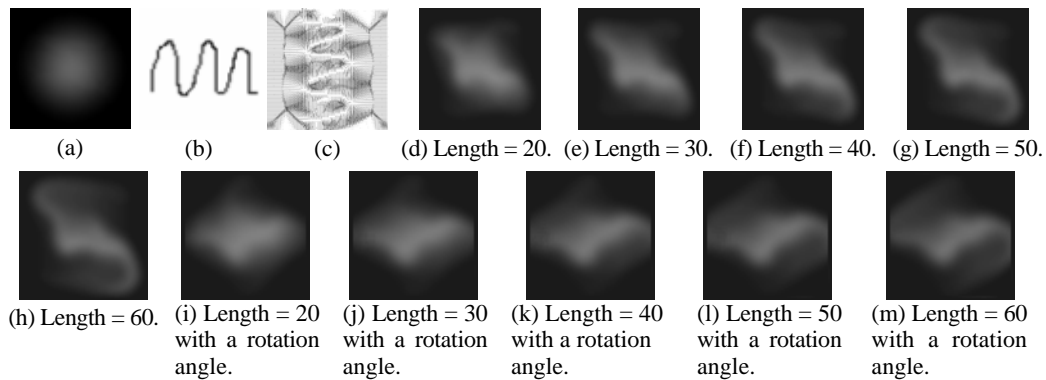 (a)
(b)
(c)
(d) Length = 20.
(e) Length = 30.
(f) Length = 40.
(g) Length = 50.
(h) Length = 60.
(i) Length = 20
with a rotation
angle.
(j) Length = 30
with a rotation
angle.
(k) Length = 40
with a rotation
angle.
(l) Length = 50
with a rotation
angle.
(m) Length = 60
with a rotation
angle.